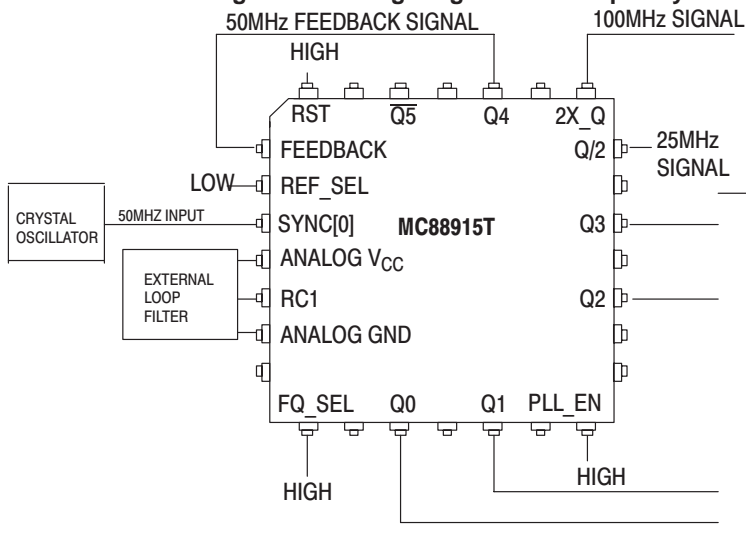 50MHz FEEDBACK SIGNAL
100MHz SIGNAL
HIGH
RST
Q5
Q4
2X_Q
FEEDBACK
Q/2
25MHz
SIGNAL
LOW
REF_SEL
CRYSTAL
OSCILLATOR
50MHZ INPUT
SYNC[0]
MC88915T
Q3
ANALOG VCC
EXTERNAL
LOOP
FILTER
RC1
Q2
ANALOG GND
FQ_SEL
Q0
Q1
PLL_EN
HIGH
HIGH